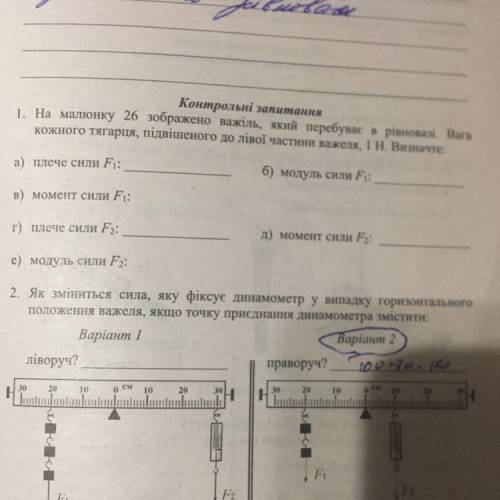 рівноваги
Контрольні запитання
1. На малюнку 26 зображено важіль, який перебуває в рівновазі. Вага
кожного тягарця, підвішеного до лівої частини важеля, 1 Н. Визначте:
а) плече сили F₁:
б) модуль сили F₁:
в) момент сили F₁:
г) плече сили F₂:
д) момент сили F₂:
е) модуль сили F₂:
2. Як зміниться сила, яку фіксує динамометр у випадку горизонтального
положення важеля, якщо точку приєднання динамометра змістити:
Варіант 1
Варіант 2
ліворуч?
праворуч?
30 20 10 0 см 10 20 30
30 20 10 0 см 10 20 30
F₁
F₂
F₁
F₂